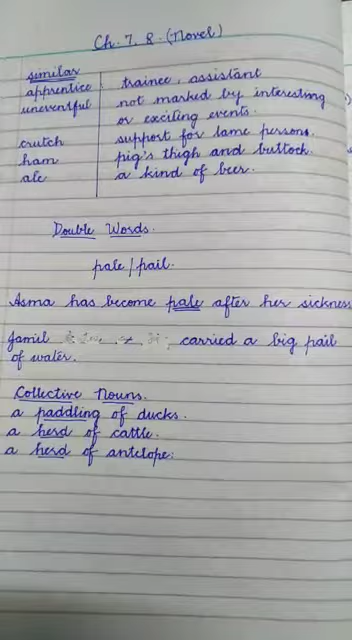 Ch. 7, 8. (Novel)
similar
apprentice trainee, assistant
uneventful not marked by interesting
or exciting events.
crutch support for lame persons.
ham pig's thigh and buttock.
ale a kind of beer.
Double Words.
pale/pail.
Asma has become pale after her sickness
Jamil carried a big pail
of water.
Collective Nouns.
a paddling of ducks.
a herd of cattle.
a herd of antelope.